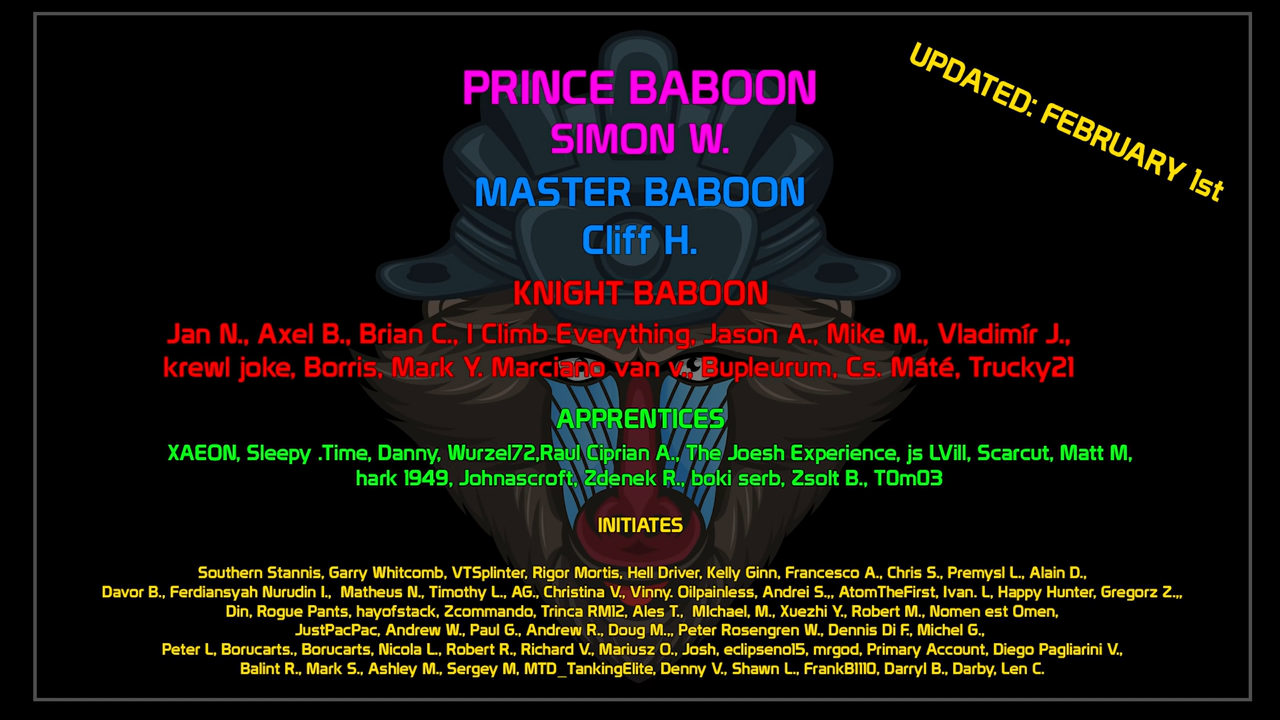 PRINCE BABOON
SIMON W.
UPDATED: FEBRUARY 1st
MASTER BABOON
Cliff H.
KNIGHT BABOON
Jan N., Axel B., Brian C., I Climb Everything, Jason A., Mike M., Vladimír J.,
krewl joke, Borris, Mark Y. Marciano van v., Bupleurum, Cs. Máté, Trucky21
APPRENTICES
XAEON, Sleepy .Time, Danny, Wurzel72,Raul Ciprian A., The Joesh Experience, js LVill, Scarcut, Matt M,
hark 1949, Johnascroft, Zdenek R., boki serb, Zsolt B., T0m03
INITIATES
Southern Stannis, Garry Whitcomb, VTSplinter, Rigor Mortis, Hell Driver, Kelly Ginn, Francesco A., Chris S., Premysl L., Alain D.,
Davor B., Ferdiansyah Nurudin I., Matheus N., Timothy L., AG., Christina V., Vinny. Oilpainless, Andrei S.,, AtomTheFirst, Ivan. L, Happy Hunter, Gregorz Z.,,
Din, Rogue Pants, hayofstack, Zcommando, Trinca RM12, Ales T., MIchael, M., Xuezhi Y., Robert M., Nomen est Omen,
JustPacPac, Andrew W., Paul G., Andrew R., Doug M.,, Peter Rosengren W., Dennis Di F., Michel G.,
Peter L, Borucarts., Borucarts, Nicola L., Robert R., Richard V., Mariusz O., Josh, eclipseno15, mrgod, Primary Account, Diego Pagliarini V.,
Balint R., Mark S., Ashley M., Sergey M, MTD_TankingElite, Denny V., Shawn L., FrankB1110, Darryl B., Darby, Len C.